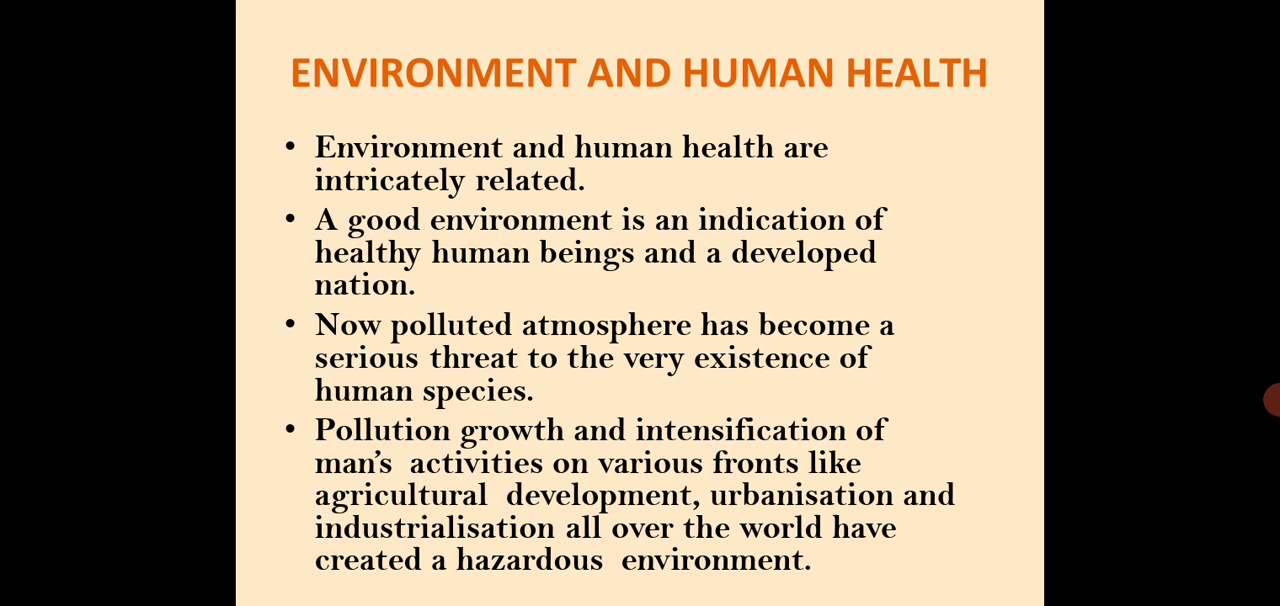 ENVIRONMENT AND HUMAN HEALTH
• Environment and human health are
intricately related.
• A good environment is an indication of
healthy human beings and a developed
nation.
• Now polluted atmosphere has become a
serious threat to the very existence of
human species.
• Pollution growth and intensification of
man’s  activities on various fronts like
agricultural  development, urbanisation and
industrialisation all over the world have
created a hazardous  environment.